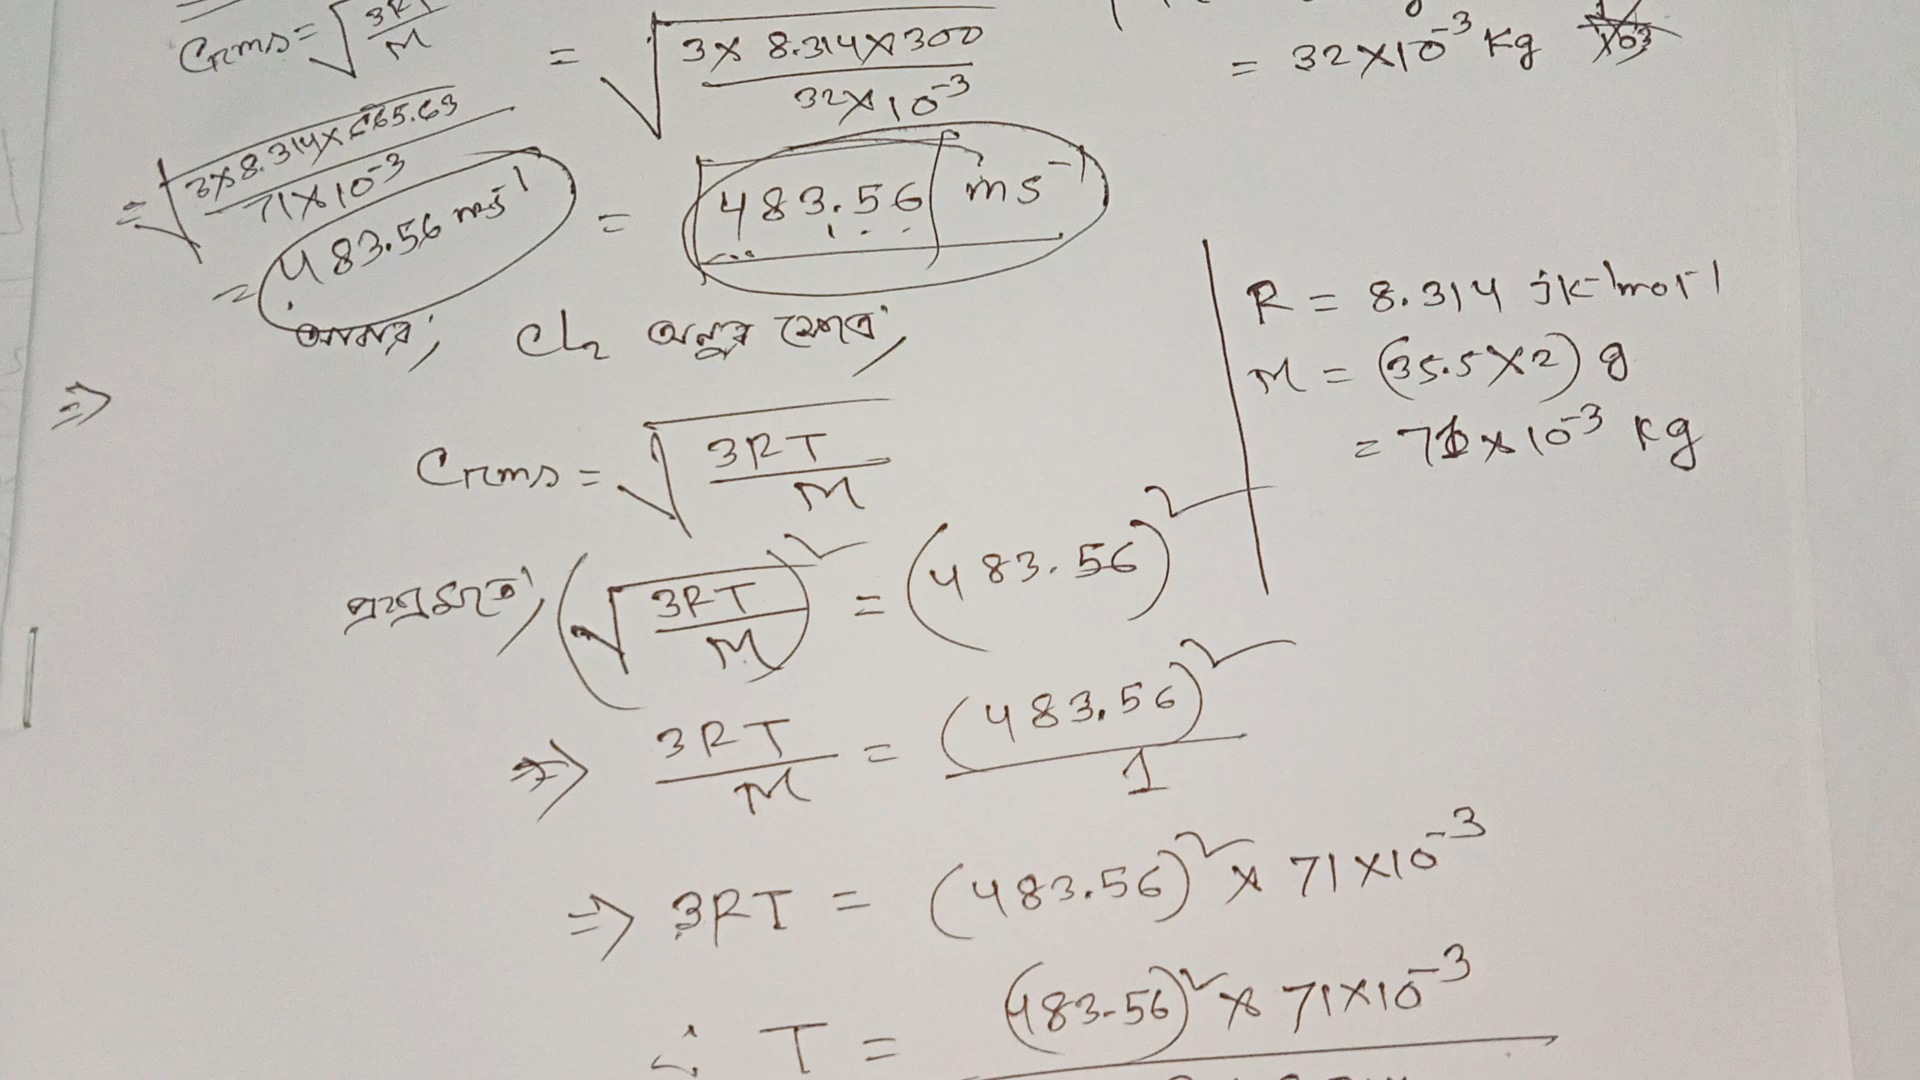 Crms = √3RT/M = √3×8.314×300/32×10⁻³
= 32×10⁻³ Kg
= √3×8.314×665.63/71×10⁻³
= 483.56 ms⁻¹
= 483.56 ms⁻¹
আবার, Cl₂ অনুর ক্ষেত্রে,
R = 8.314 jk⁻¹mol⁻¹
M = (35.5×2) g
= 71×10⁻³ kg
⇒
Crms = √3RT/M
প্রশ্নমতে, (√3RT/M)² = (483.56)²
⇒ 3RT/M = (483.56)²/1
⇒ 3RT = (483.56)² × 71×10⁻³
∴ T = (483.56)² × 71×10⁻³